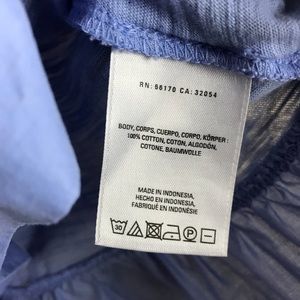 RN: 66170 CA: 32054
BODY, CORPS, CUERPO, CORPO, KÖRPER :
100% COTTON, COTON, ALGODÓN,
COTONE, BAUMWOLLE
MADE IN INDONESIA,
HECHO EN INDONESIA,
FABRIQUÉ EN INDONÉSIE
30 P